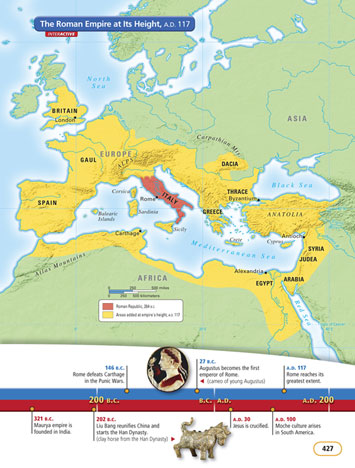 The Roman Empire at Its Height, A.D. 117
INTERACTIVE
North
Sea
ASIA
BRITAIN
London
Carpathian Mts.
EUROPE
GAUL
ALPS
DACIA
Black Sea
THRACE
Byzantium
Corsica
Rome
ITALY
SPAIN
Balearic
Islands
Sardinia
GREECE
ANATOLIA
Sicily
Carthage
Crete
Cyprus
Antioch
SYRIA
Mediterranean Sea
JUDEA
Atlas Mountains
Alexandria
AFRICA
EGYPT
ARABIA
Red Sea
0 250 500 miles
0 250 500 kilometers
Roman Republic, 264 B.C.
Areas added at empire's height, A.D. 117
146 B.C.
Rome defeats Carthage
in the Punic Wars.
27 B.C.
Augustus becomes the first
emperor of Rome.
(cameo of young Augustus)
A.D. 117
Rome reaches its
greatest extent.
200 B.C.
B.C. A.D.
A.D. 200
321 B.C.
Maurya empire is
founded in India.
202 B.C.
Liu Bang reunifies China and
starts the Han Dynasty.
(clay horse from the Han Dynasty)
A.D. 30
Jesus is crucified.
A.D. 100
Moche culture arises
in South America.
427